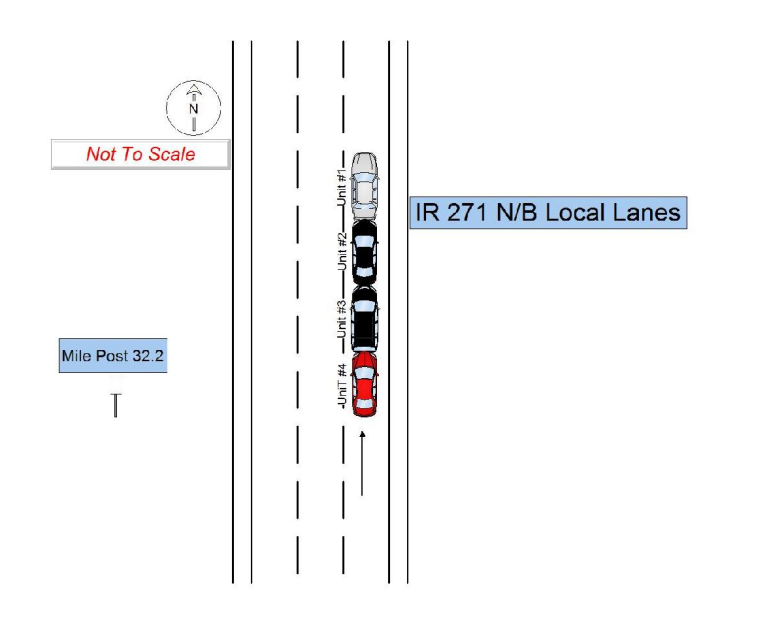 N
Not To Scale
Unit #1
IR 271 N/B Local Lanes
Unit #2
Unit #3
Mile Post 32.2
UniT #4